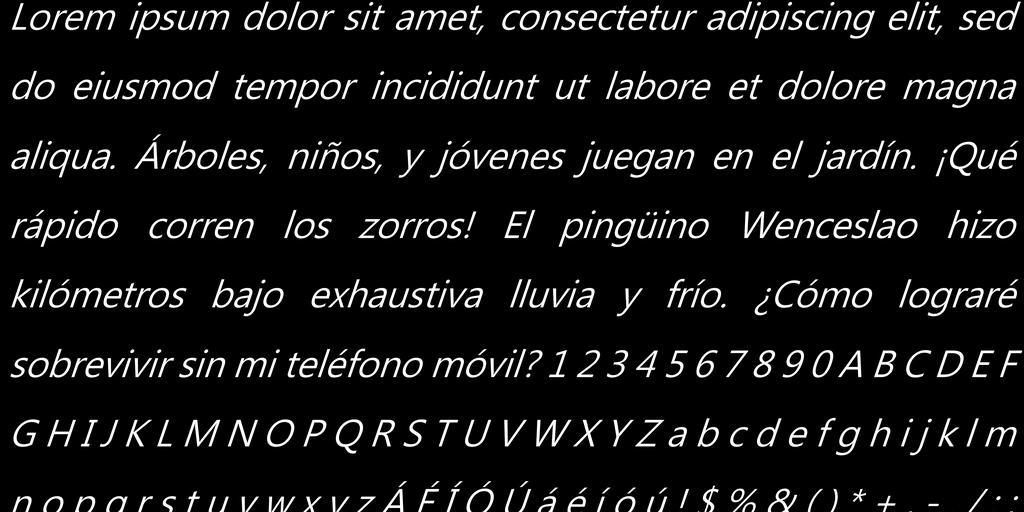 Lorem ipsum dolor sit amet, consectetur adipiscing elit, sed
do eiusmod tempor incididunt ut labore et dolore magna
aliqua. Árboles, niños, y jóvenes juegan en el jardín. ¡Qué
rápido corren los zorros! El pingüino Wenceslao hizo
kilómetros bajo exhaustiva lluvia y frío. ¿Cómo lograré
sobrevivir sin mi teléfono móvil? 1 2 3 4 5 6 7 8 9 0 A B C D E F
G H I J K L M N O P Q R S T U V W X Y Z a b c d e f g h i j k l m
n o p q r s t u v w x y z Á É Í Ó Ú á é í ó ú ! $ % & ( ) * + , - . / : ;